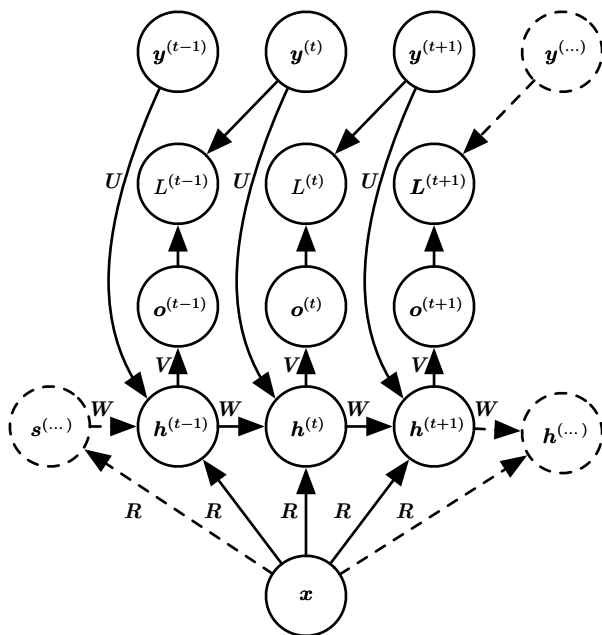 y(t−1) y(t) y(t+1) y(...)
U U U
L(t−1) L(t) L(t+1)
o(t−1) o(t) o(t+1)
V V V
W W W W
s(...) h(t−1) h(t) h(t+1) h(...)
R R R R R
x